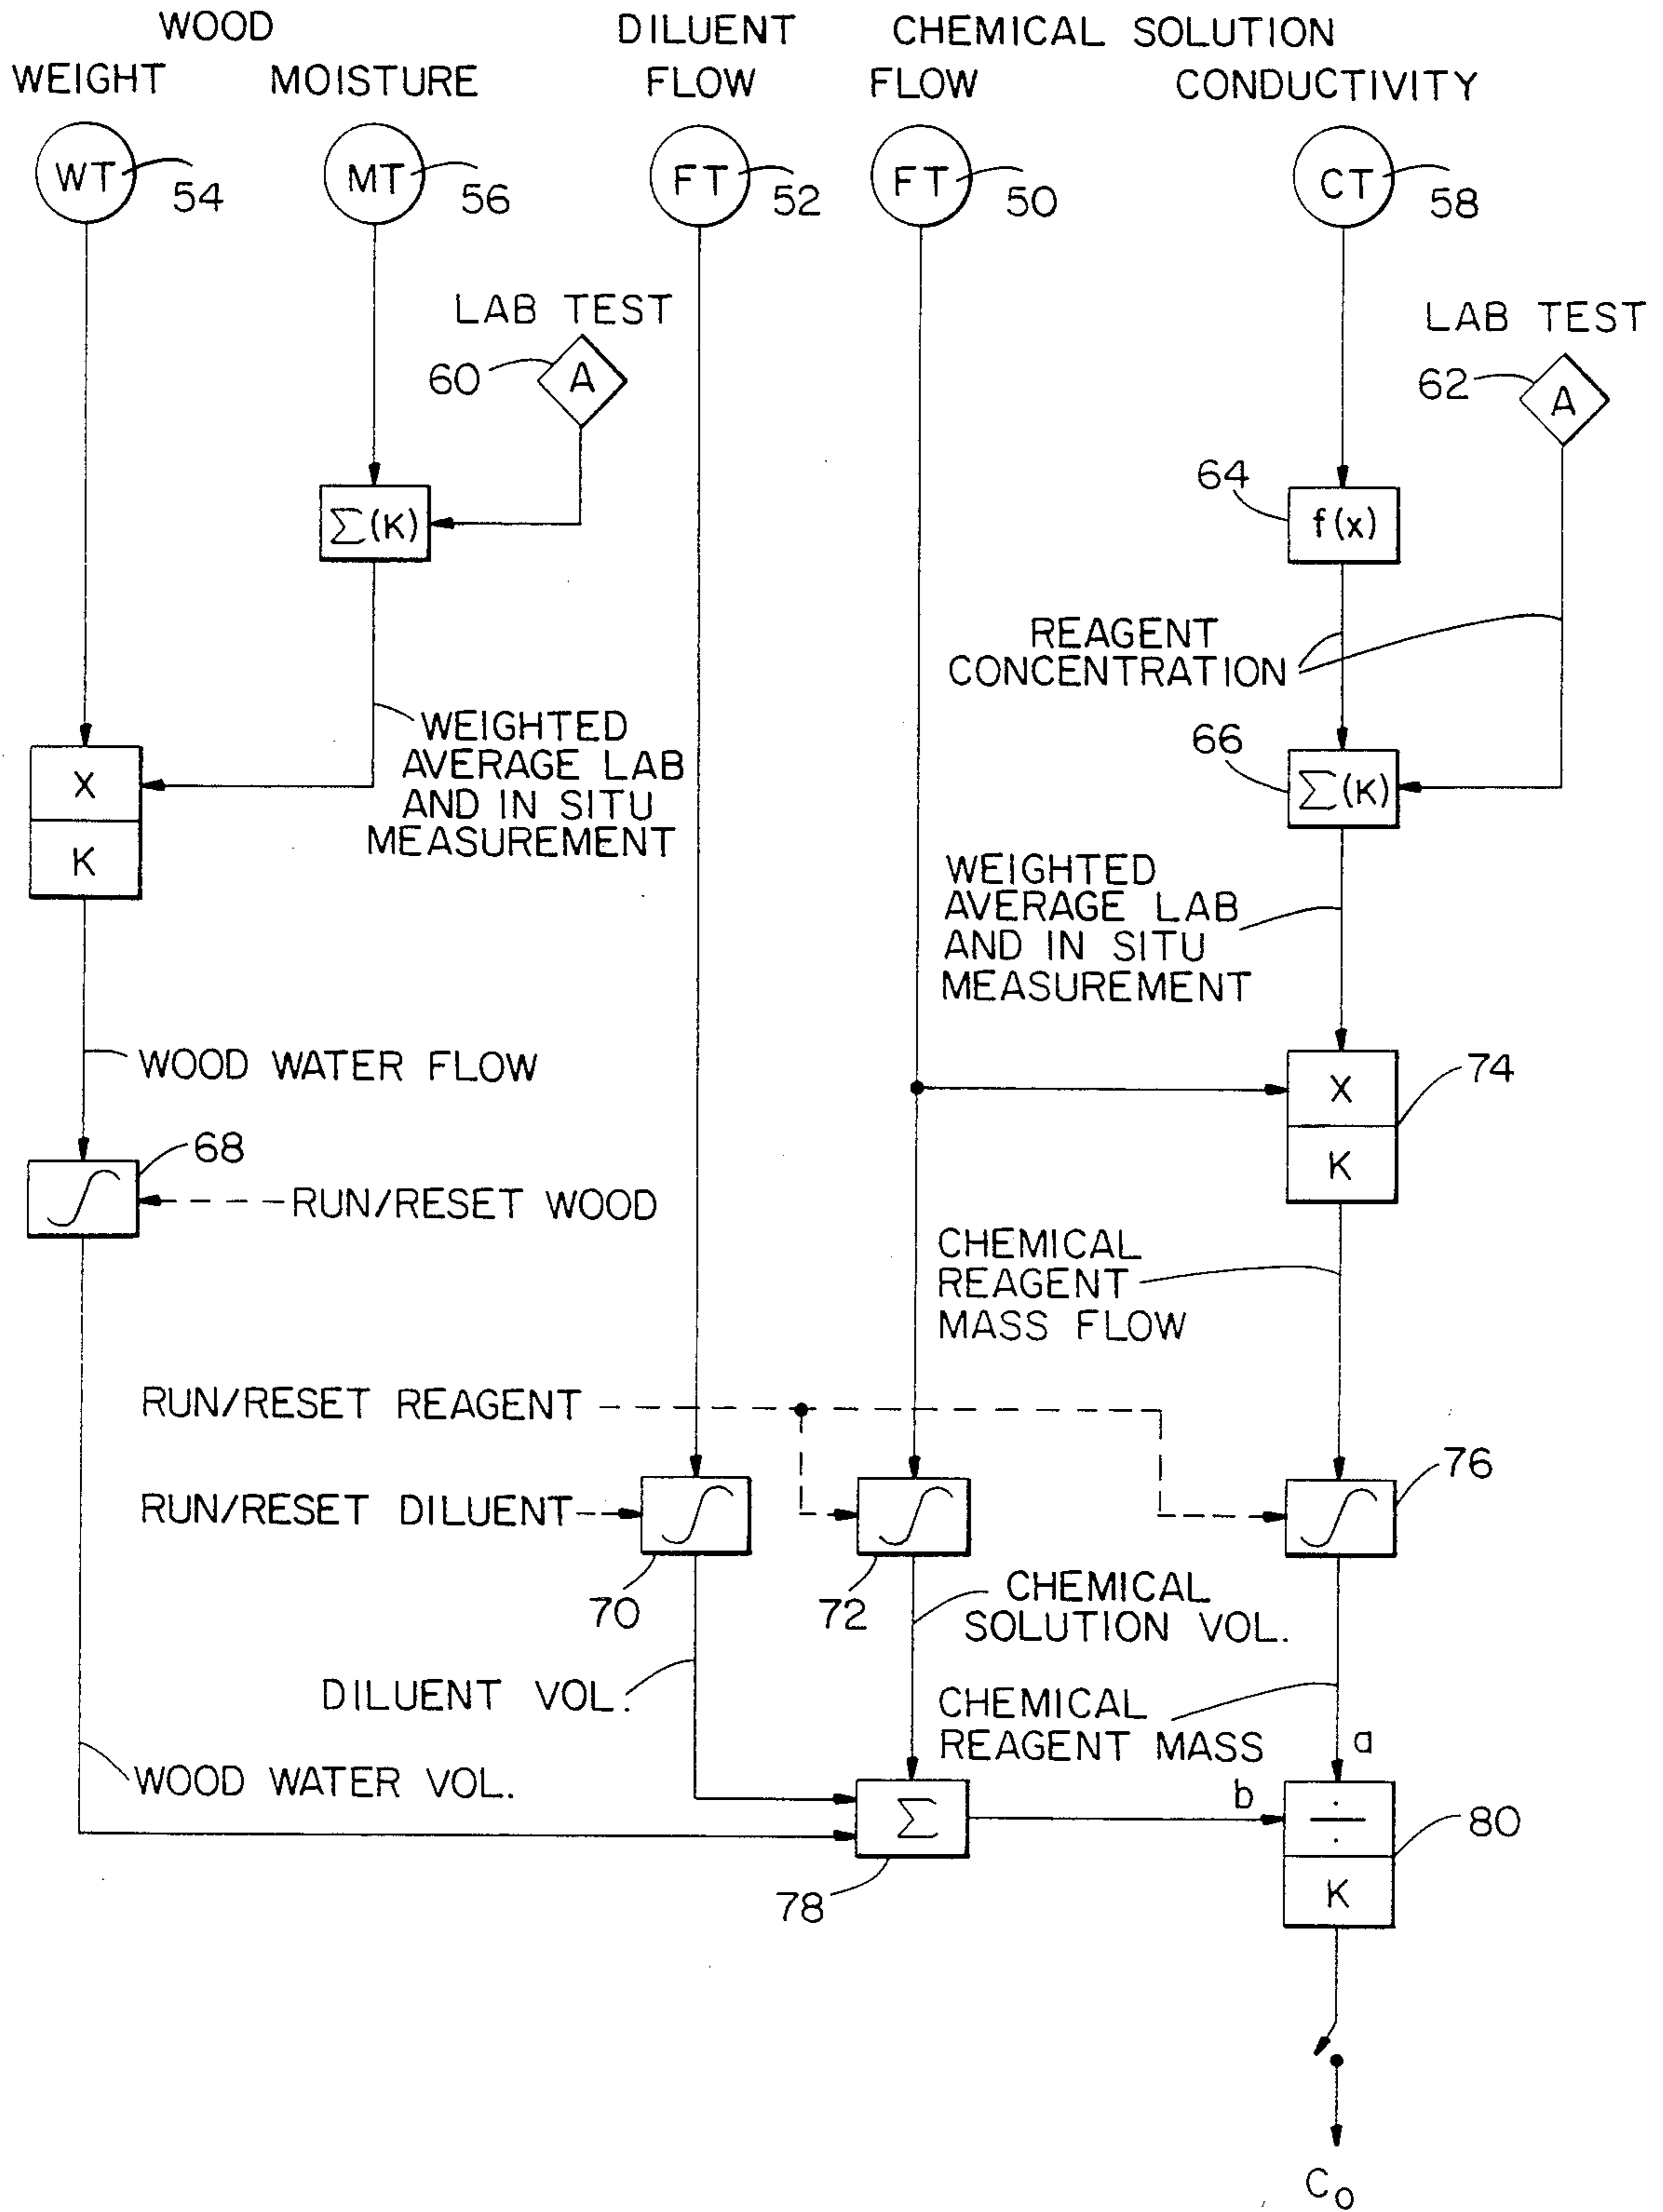 WOOD
DILUENT
CHEMICAL SOLUTION
WEIGHT
MOISTURE
FLOW
FLOW
CONDUCTIVITY
WT
54
MT
56
FT
52
FT
50
CT
58
LAB TEST
60
A
LAB TEST
62
A
64
f(x)
Σ(K)
REAGENT
CONCENTRATION
66
Σ(K)
WEIGHTED
AVERAGE LAB
AND IN SITU
MEASUREMENT
X
K
WEIGHTED
AVERAGE LAB
AND IN SITU
MEASUREMENT
WOOD WATER FLOW
X
K
74
68
∫
RUN/RESET WOOD
CHEMICAL
REAGENT
MASS FLOW
RUN/RESET REAGENT
RUN/RESET DILUENT
∫
70
∫
72
∫
76
CHEMICAL
SOLUTION VOL.
DILUENT VOL.
CHEMICAL
REAGENT MASS
a
WOOD WATER VOL.
Σ
78
b
÷
K
80
C₀